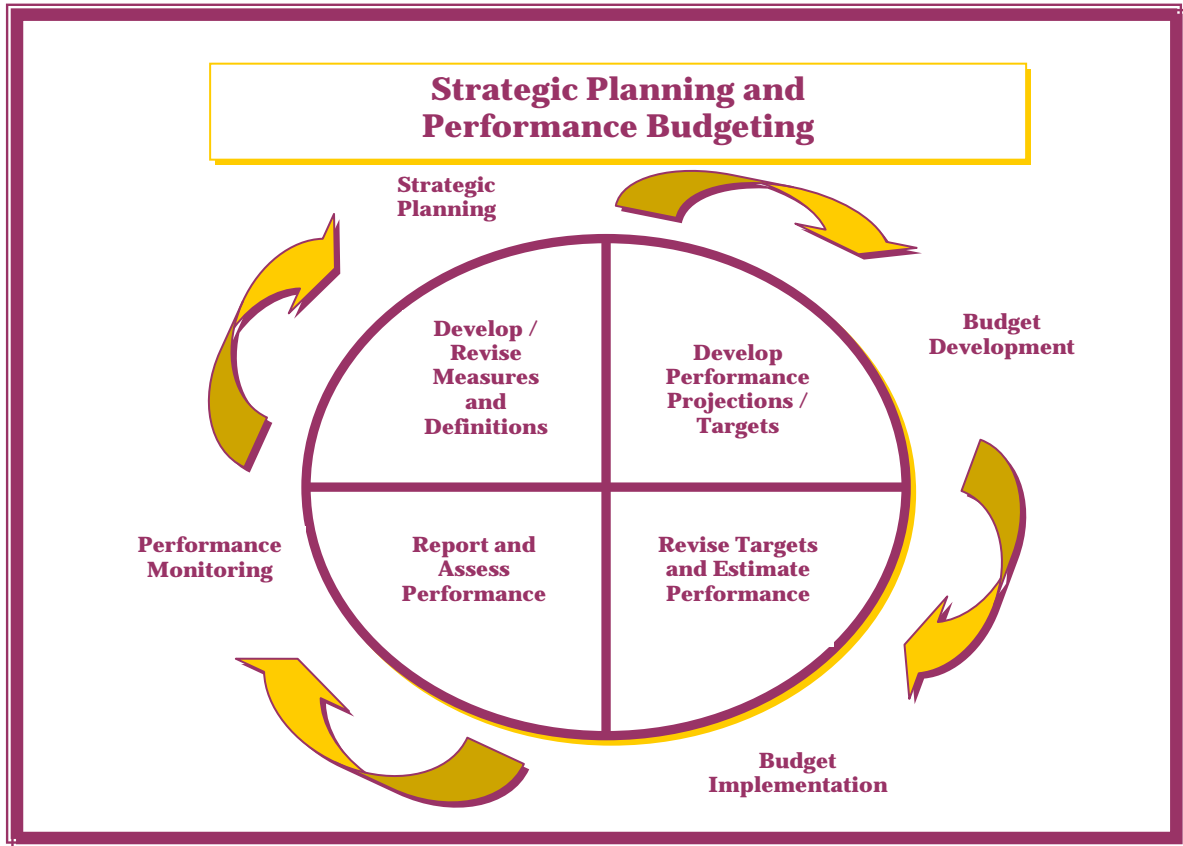 Strategic Planning and
Performance Budgeting
Strategic
Planning
Budget
Development
Develop /
Revise
Measures
and
Definitions
Develop
Performance
Projections /
Targets
Performance
Monitoring
Report and
Assess
Performance
Revise Targets
and Estimate
Performance
Budget
Implementation